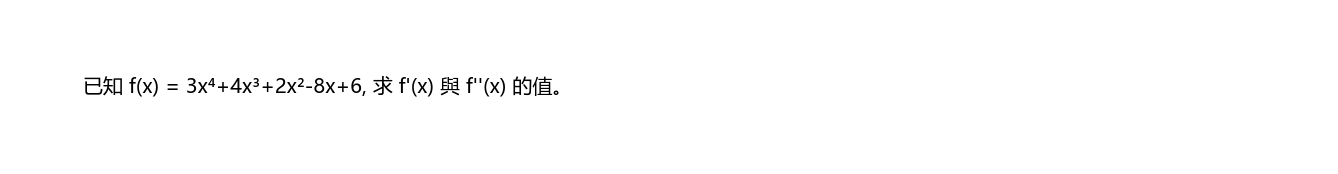 已知 f(x) = 3x⁴+4x³+2x²-8x+6, 求 f'(x) 與 f''(x) 的值。